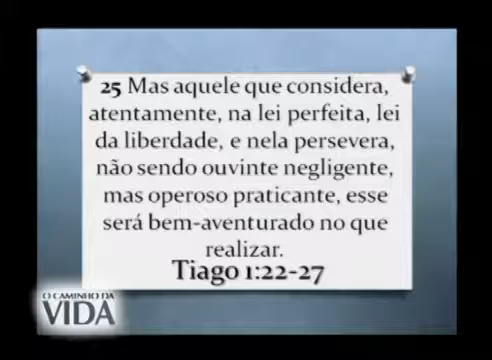 25 Mas aquele que considera,
atentamente, na lei perfeita, lei
da liberdade, e nela persevera,
não sendo ouvinte negligente,
mas operoso praticante, esse
será bem-aventurado no que
realizar.
Tiago 1:22-27
O CAMINHO DA
VIDA